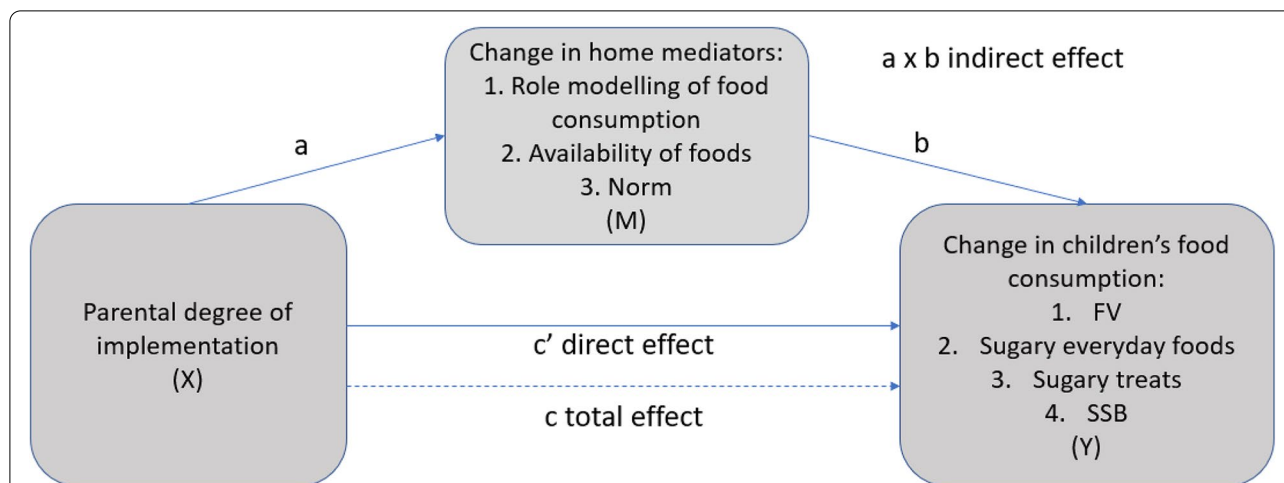 Change in home mediators:
1. Role modelling of food
consumption
2. Availability of foods
3. Norm
(M)
a x b indirect effect
a
b
Parental degree of
implementation
(X)
c’ direct effect
c total effect
Change in children’s food
consumption:
1. FV
2. Sugary everyday foods
3. Sugary treats
4. SSB
(Y)